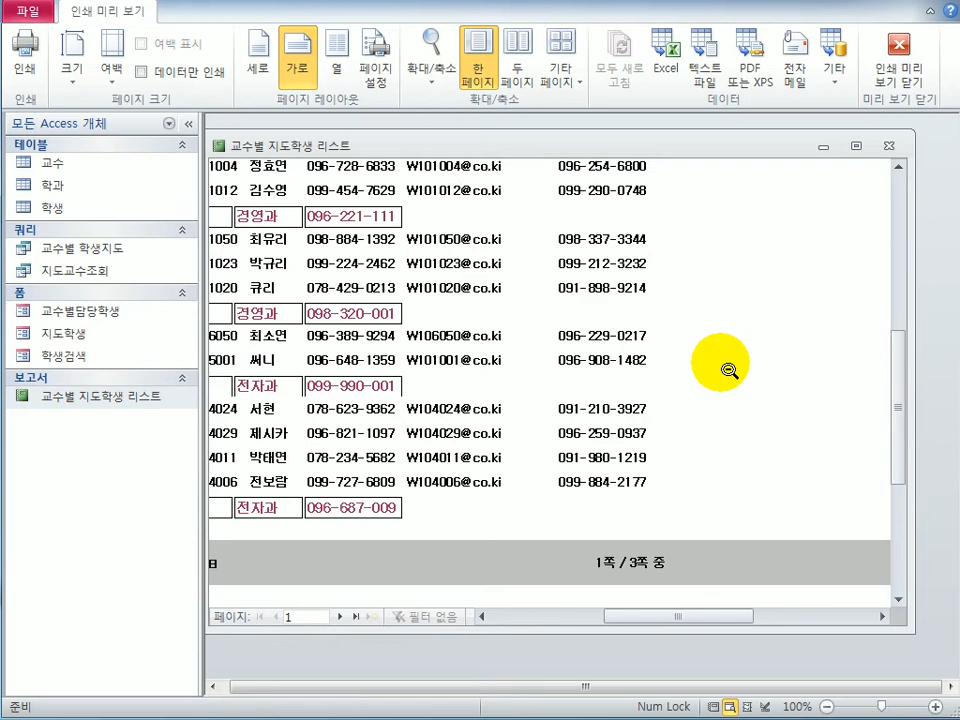 파일 인쇄 미리 보기
인쇄 크기 여백 여백 표시 데이터만 인쇄 세로 가로 열 페이지 설정 확대/축소 한 페이지 두 페이지 기타 페이지 모두 새로 고침 Excel 텍스트 파일 PDF 또는 XPS 전자 메일 기타 인쇄 미리 보기 닫기
인쇄 페이지 크기 페이지 레이아웃 확대/축소 데이터 미리 보기 닫기
모든 Access 개체
테이블
교수
학과
학생
쿼리
교수별 학생지도
지도교수조회
폼
교수별담당학생
지도학생
학생검색
보고서
교수별 지도학생 리스트
교수별 지도학생 리스트
1004 정효연 096-728-6833 ₩101004@co.ki 096-254-6800
1012 김수영 099-454-7629 ₩101012@co.ki 099-290-0748
경영과 096-221-111
1050 최유리 098-884-1392 ₩101050@co.ki 098-337-3344
1023 박규리 099-224-2462 ₩101023@co.ki 099-212-3232
1020 큐리 078-429-0213 ₩101020@co.ki 091-898-9214
경영과 098-320-001
6050 최소연 096-389-9294 ₩106050@co.ki 096-229-0217
5001 써니 096-648-1359 ₩101001@co.ki 096-908-1482
전자과 099-990-001
4024 서현 078-623-9362 ₩104024@co.ki 091-210-3927
4029 제시카 096-821-1097 ₩104029@co.ki 096-259-0937
4011 박태연 078-234-5682 ₩104011@co.ki 091-980-1219
4006 전보람 099-727-6809 ₩104006@co.ki 099-884-2177
전자과 096-687-009
1쪽 / 3쪽 중
페이지: 1 필터 없음
준비 Num Lock 100%